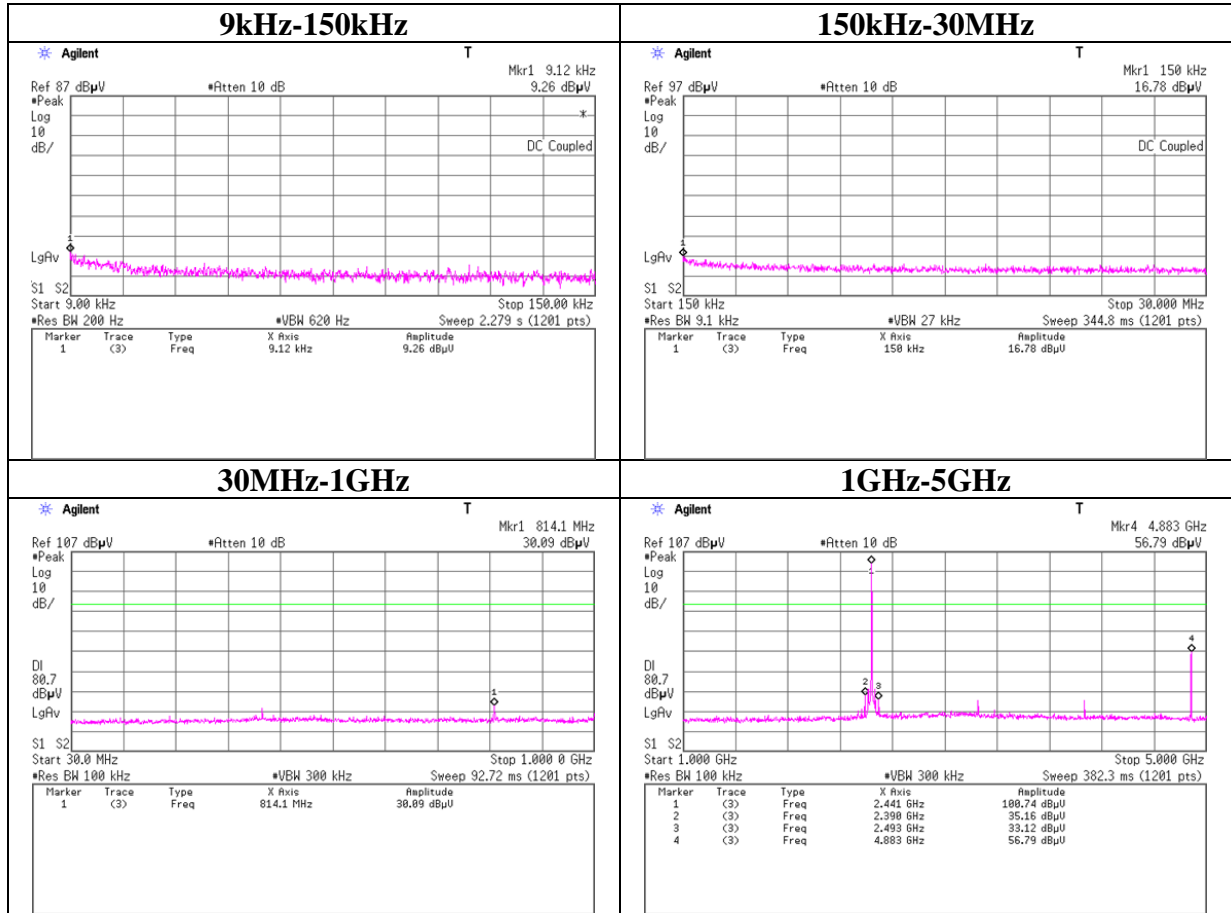 9kHz-150kHz
Agilent T
Mkr1 9.12 kHz
Ref 87 dBµV #Atten 10 dB 9.26 dBµV
#Peak
Log
10
dB/
*
DC Coupled
1
LgAv
S1 S2
Start 9.00 kHz Stop 150.00 kHz
#Res BW 200 Hz #VBW 620 Hz Sweep 2.279 s (1201 pts)
Marker Trace Type X Axis Amplitude
1 (3) Freq 9.12 kHz 9.26 dBµV
150kHz-30MHz
Agilent T
Mkr1 150 kHz
Ref 97 dBµV #Atten 10 dB 16.78 dBµV
#Peak
Log
10
dB/
DC Coupled
1
LgAv
S1 S2
Start 150 kHz Stop 30.000 MHz
#Res BW 9.1 kHz #VBW 27 kHz Sweep 344.8 ms (1201 pts)
Marker Trace Type X Axis Amplitude
1 (3) Freq 150 kHz 16.78 dBµV
30MHz-1GHz
Agilent T
Mkr1 814.1 MHz
Ref 107 dBµV #Atten 10 dB 30.09 dBµV
#Peak
Log
10
dB/
DI
80.7
dBµV
1
LgAv
S1 S2
Start 30.0 MHz Stop 1.000 0 GHz
#Res BW 100 kHz #VBW 300 kHz Sweep 92.72 ms (1201 pts)
Marker Trace Type X Axis Amplitude
1 (3) Freq 814.1 MHz 30.09 dBµV
1GHz-5GHz
Agilent T
Mkr4 4.883 GHz
Ref 107 dBµV #Atten 10 dB 56.79 dBµV
#Peak
Log
10
dB/
1
4
DI
80.7
dBµV
2 3
LgAv
S1 S2
Start 1.000 GHz Stop 5.000 GHz
#Res BW 100 kHz #VBW 300 kHz Sweep 382.3 ms (1201 pts)
Marker Trace Type X Axis Amplitude
1 (3) Freq 2.441 GHz 100.74 dBµV
2 (3) Freq 2.390 GHz 35.16 dBµV
3 (3) Freq 2.493 GHz 33.12 dBµV
4 (3) Freq 4.883 GHz 56.79 dBµV